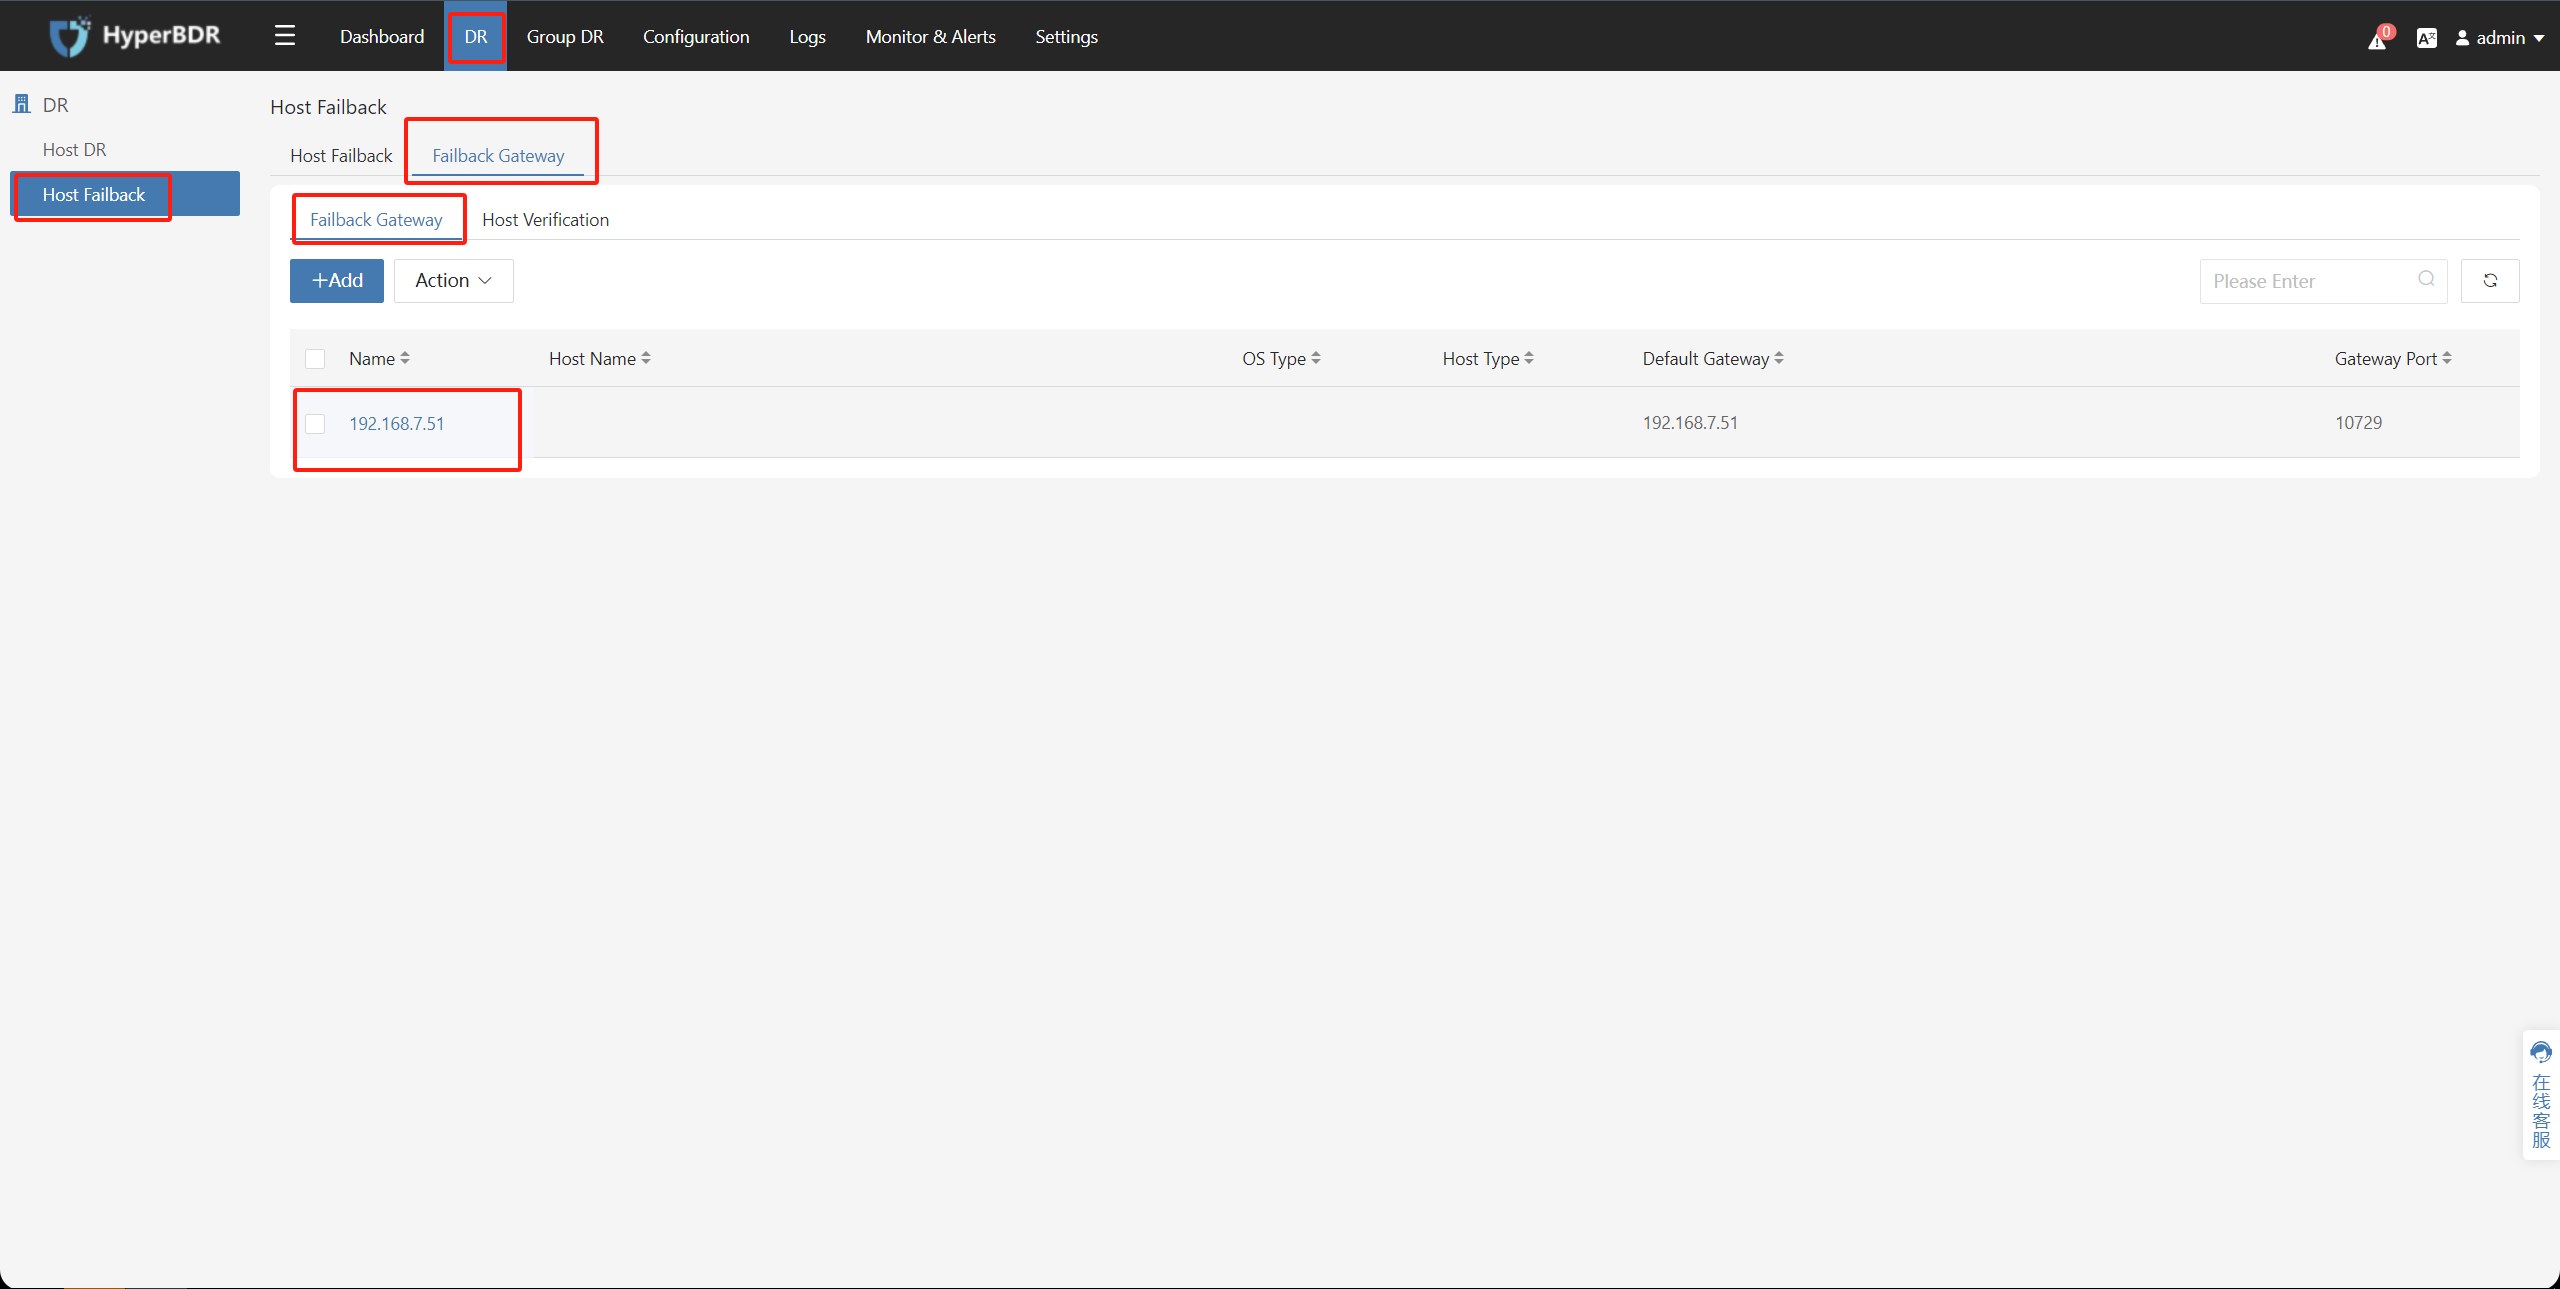 HyperBDR
Dashboard DR Group DR Configuration Logs Monitor & Alerts Settings 0 admin
DR
Host DR
Host Failback
Host Failback
Host Failback Failback Gateway
Failback Gateway Host Verification
+Add Action Please Enter
Name Host Name OS Type Host Type Default Gateway Gateway Port
192.168.7.51 192.168.7.51 10729
在线客服